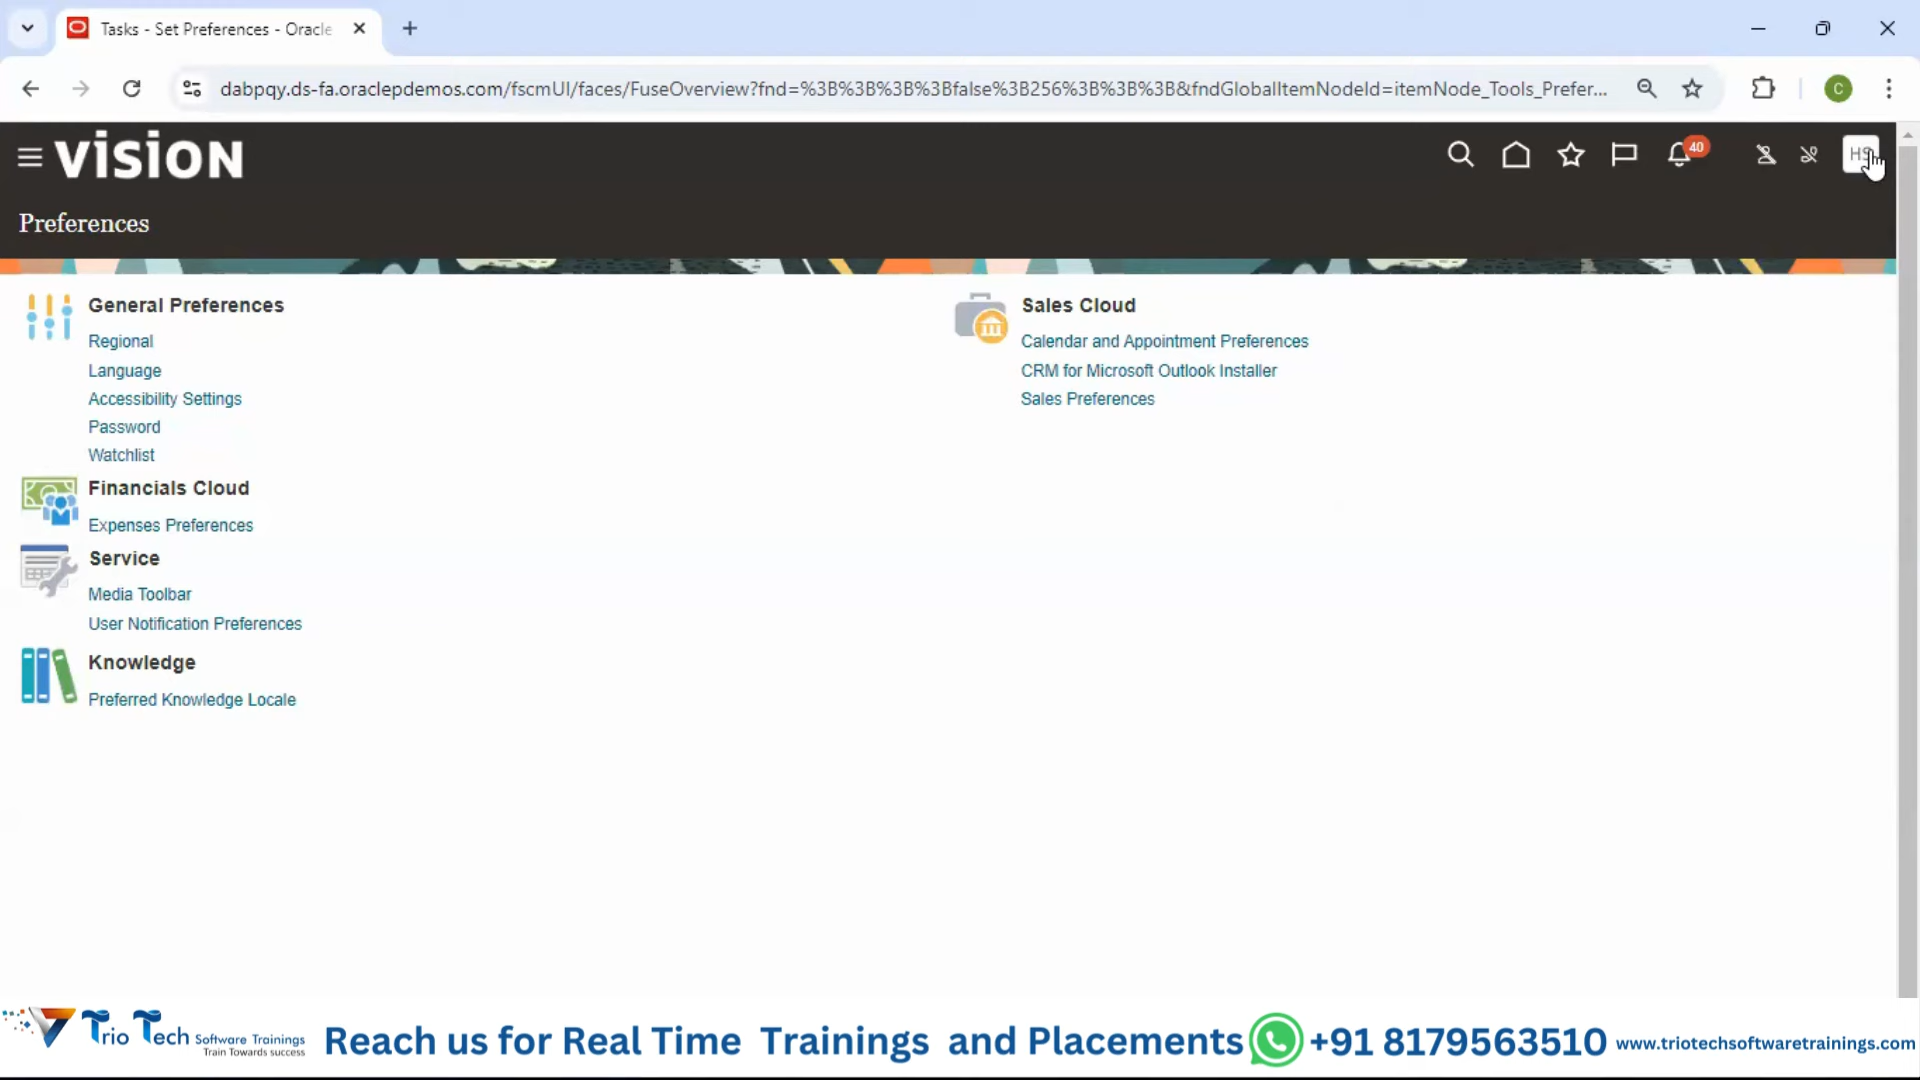 Tasks - Set Preferences - Oracle
dabpqy.ds-fa.oraclepdemos.com/fscmUI/faces/FuseOverview?fnd=%3B%3B%3B%3Bfalse%3B256%3B%3B%3B&fndGlobalItemNodeId=itemNode_Tools_Prefer...
C
vision
40
Preferences
General Preferences
Regional
Language
Accessibility Settings
Password
Watchlist
Financials Cloud
Expenses Preferences
Service
Media Toolbar
User Notification Preferences
Knowledge
Preferred Knowledge Locale
Sales Cloud
Calendar and Appointment Preferences
CRM for Microsoft Outlook Installer
Sales Preferences
Trio Tech Software Trainings
Train Towards success
Reach us for Real Time Trainings and Placements +91 8179563510 www.triotechsoftwaretrainings.com